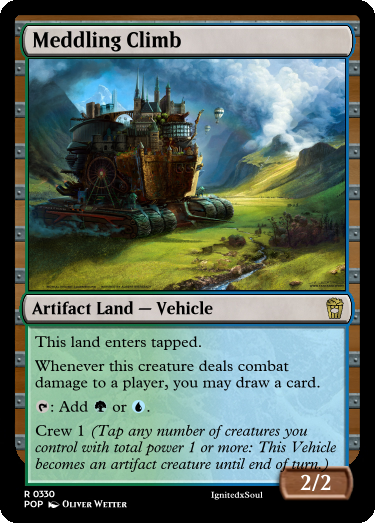 Meddling Climb
Artifact Land — Vehicle
This land enters tapped.
Whenever this creature deals combat
damage to a player, you may draw a card.
: Add or .
Crew 1 (Tap any number of creatures you
control with total power 1 or more: This Vehicle
becomes an artifact creature until end of turn.)
2/2
R 0330
POP OLIVER WETTER
IgnitedxSoul